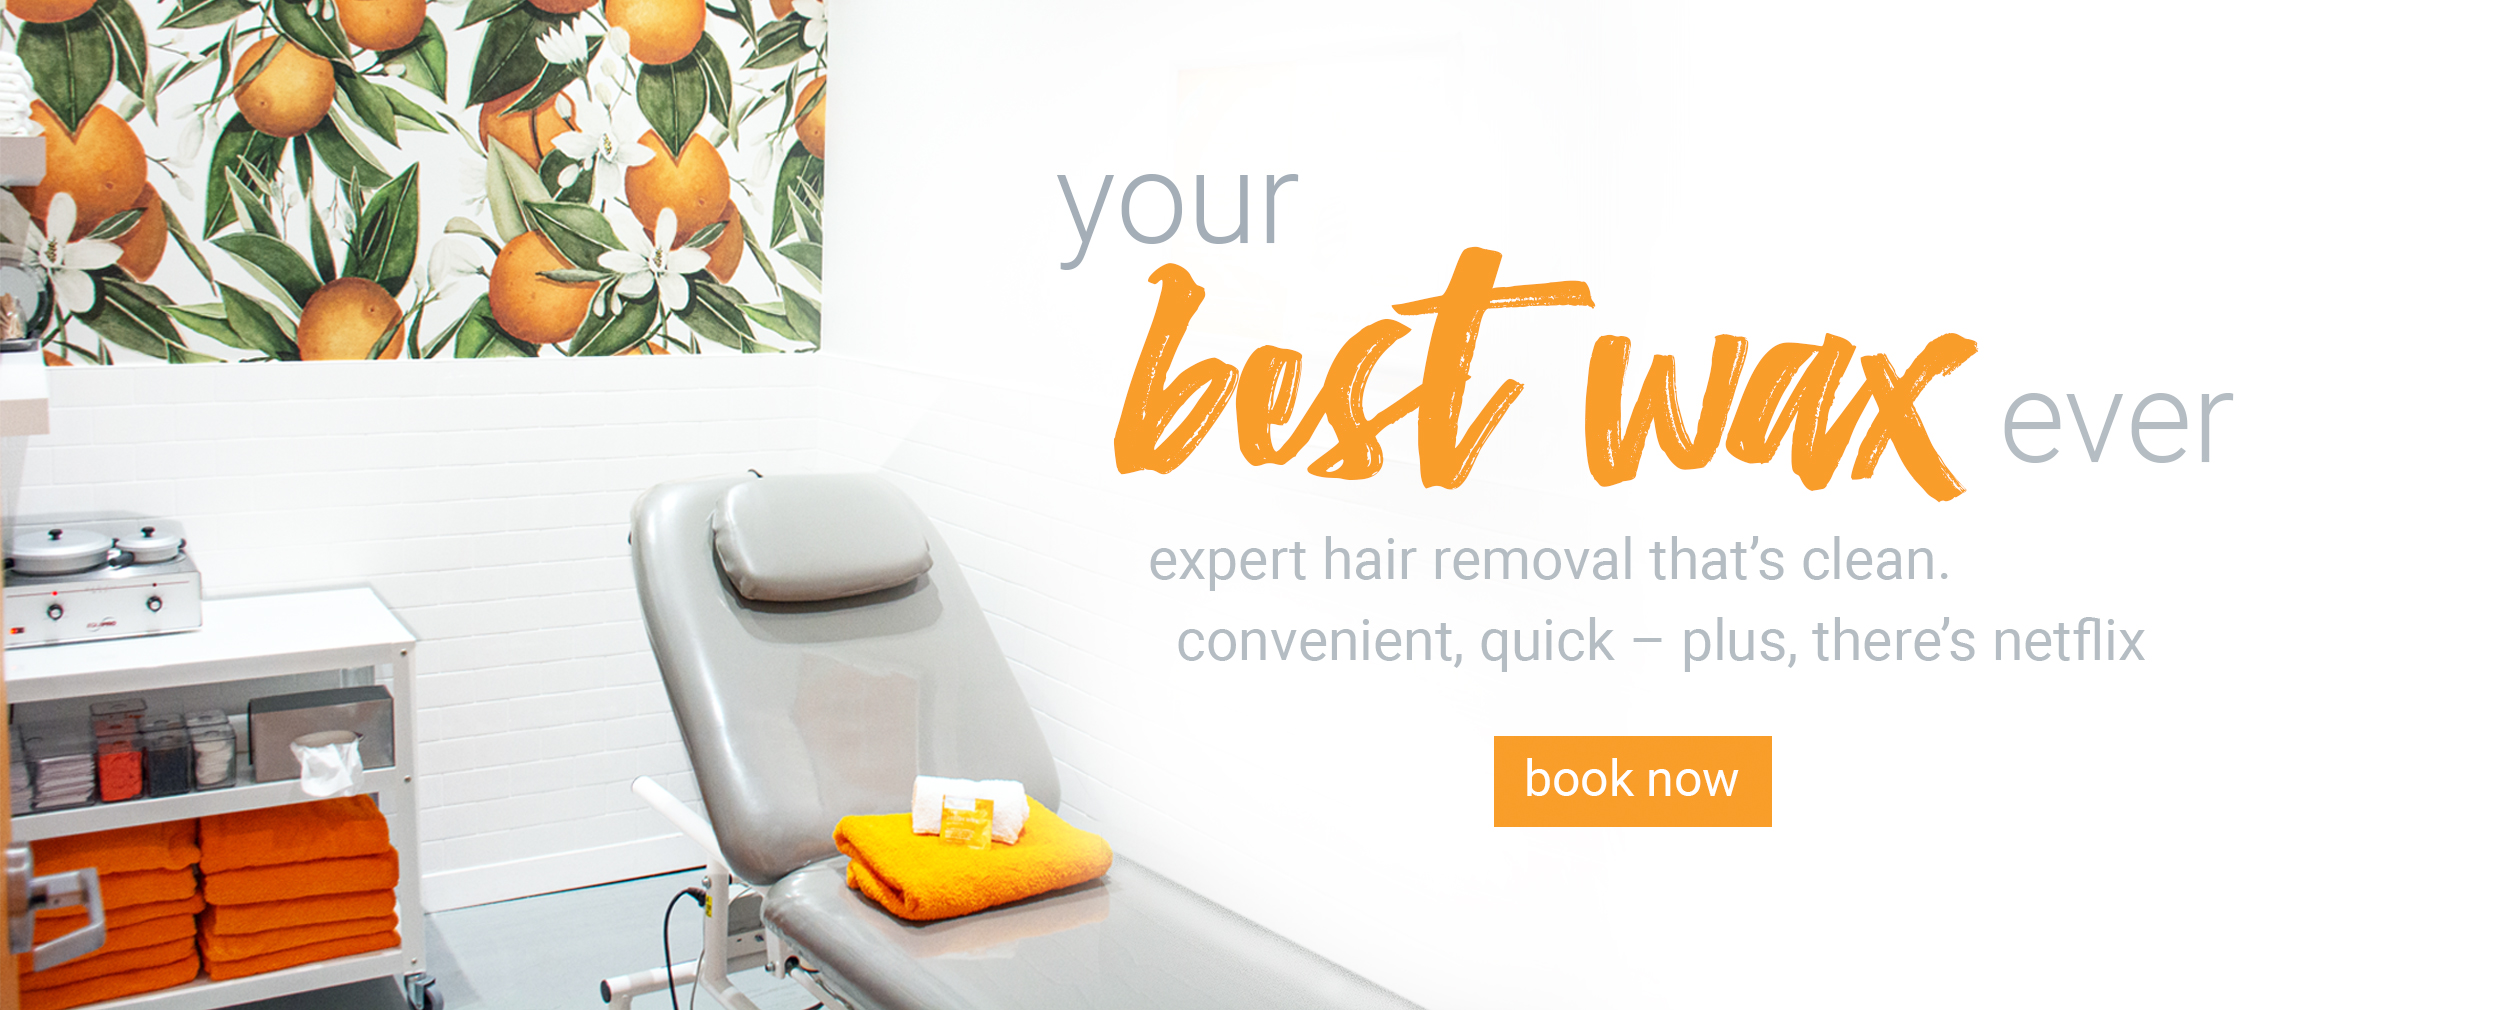 your
best wax ever
expert hair removal that’s clean.
convenient, quick – plus, there’s netflix
book now